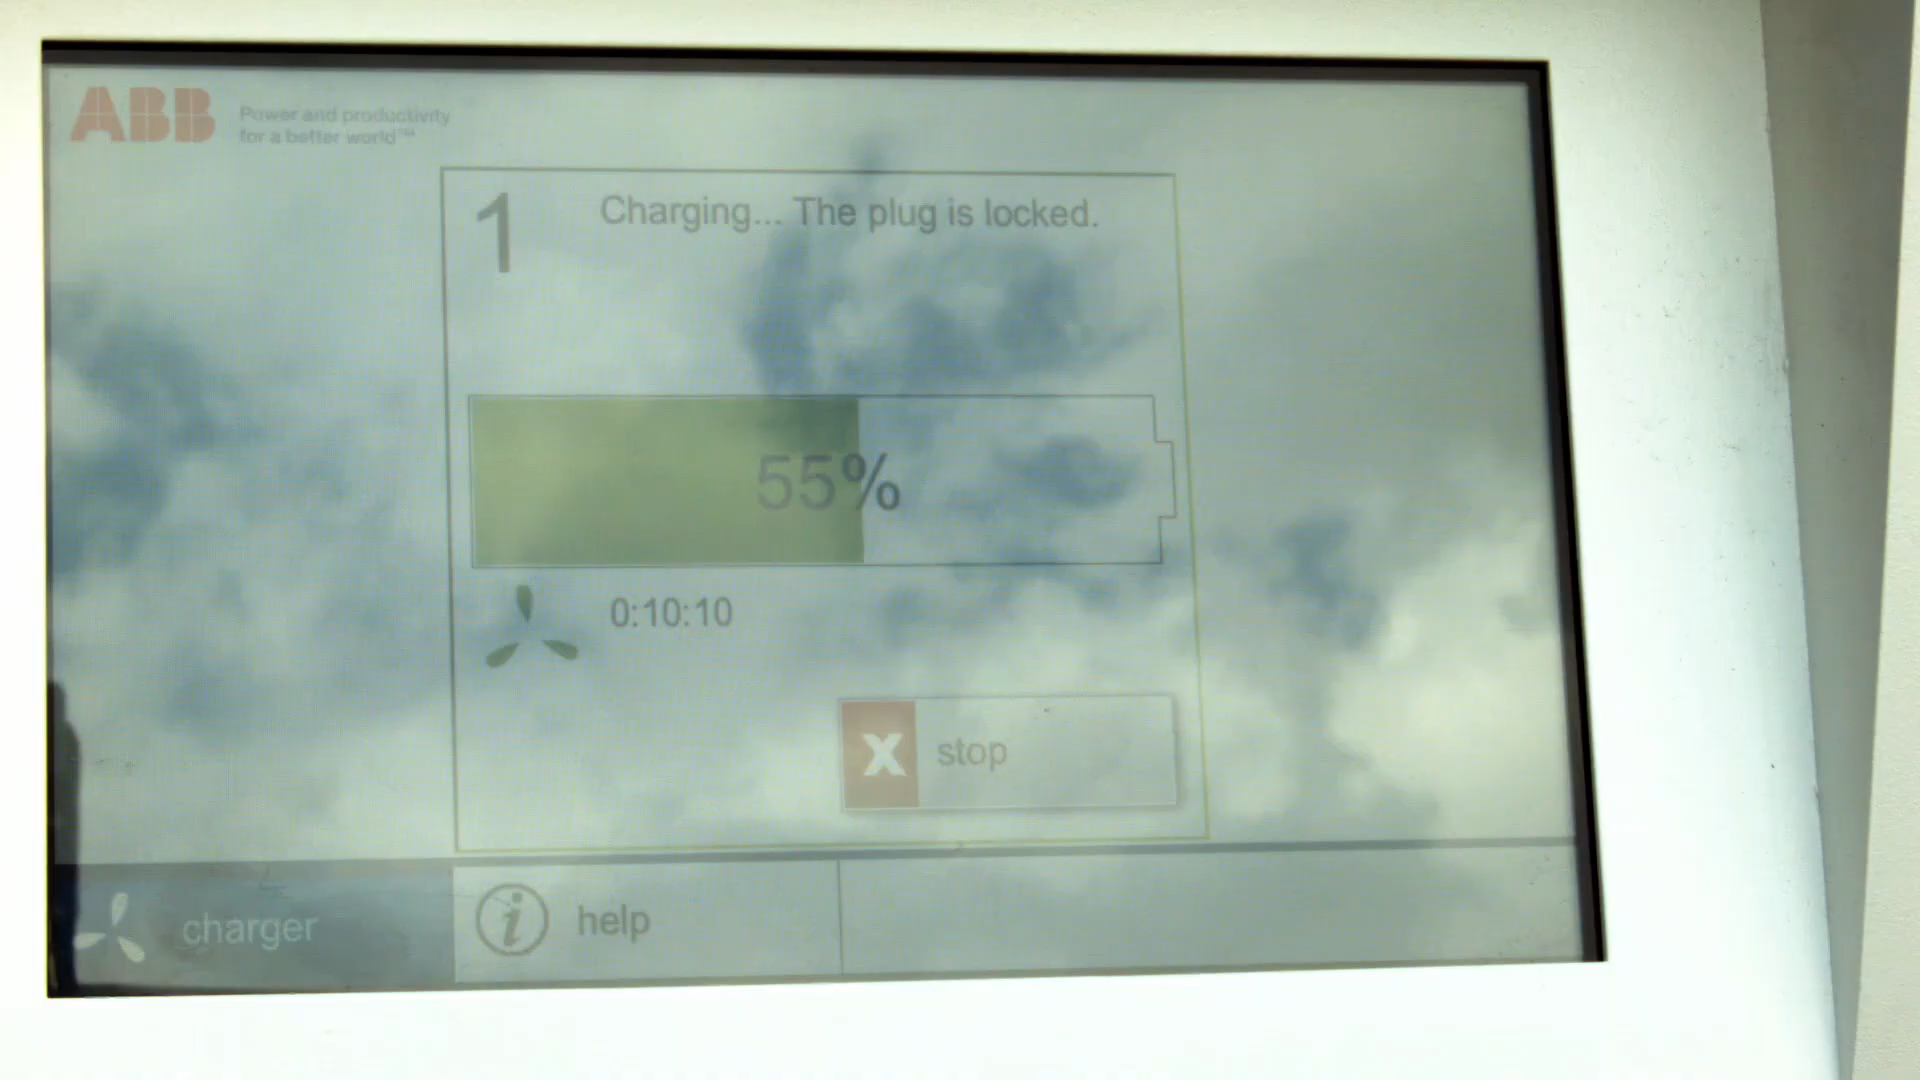 ABB
Power and productivity
for a better world™
1
Charging... The plug is locked.
55%
0:10:10
X
stop
charger
i
help